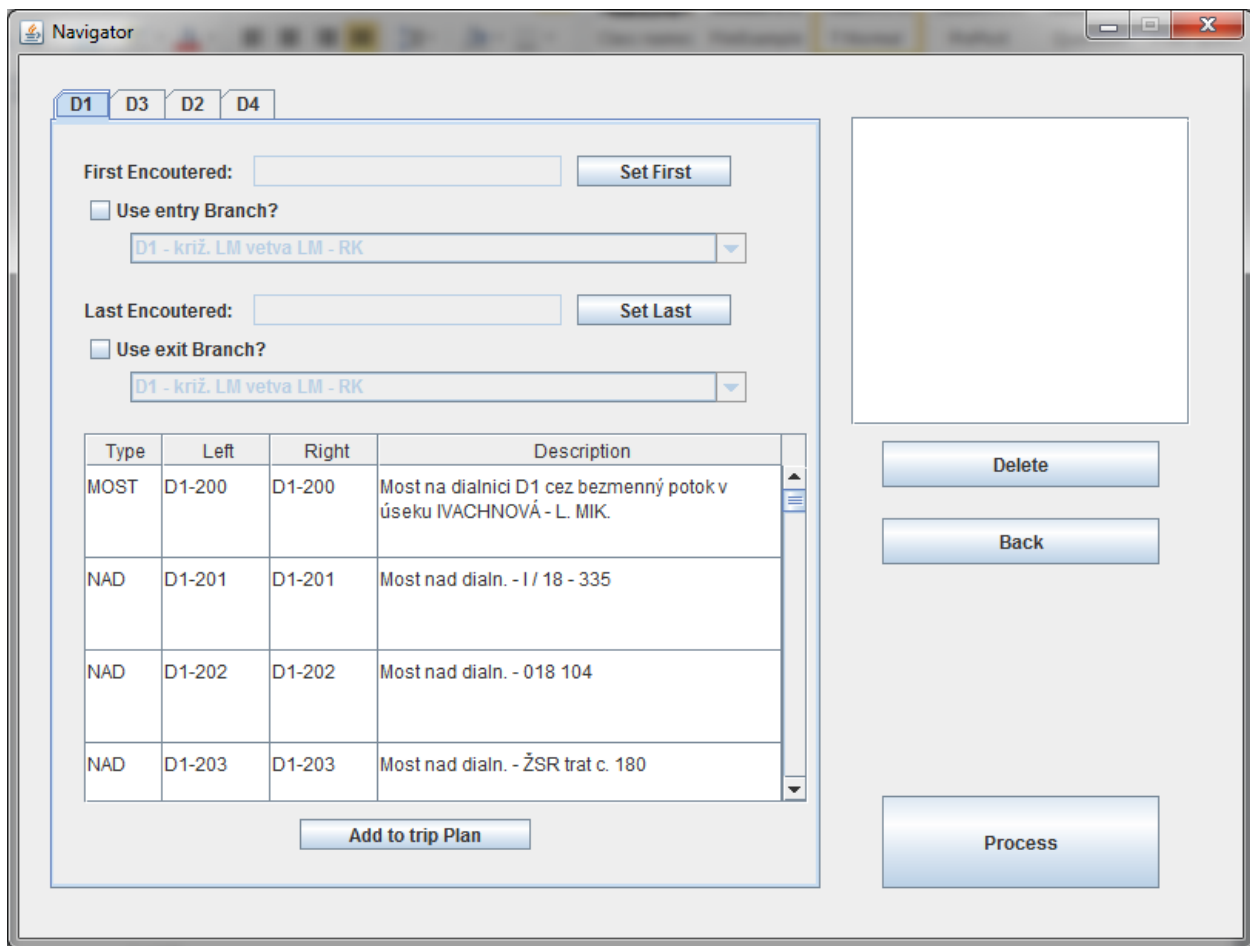 Navigator
D1 D3 D2 D4
First Encoutered: Set First
Use entry Branch?
D1 - križ. LM vetva LM - RK
Last Encoutered: Set Last
Use exit Branch?
D1 - križ. LM vetva LM - RK
Type Left Right Description
MOST D1-200 D1-200 Most na dialnici D1 cez bezmenný potok v
úseku IVACHNOVÁ - L. MIK.
NAD D1-201 D1-201 Most nad dialn. - I / 18 - 335
NAD D1-202 D1-202 Most nad dialn. - 018 104
NAD D1-203 D1-203 Most nad dialn. - ŽSR trat c. 180
Add to trip Plan
Delete
Back
Process